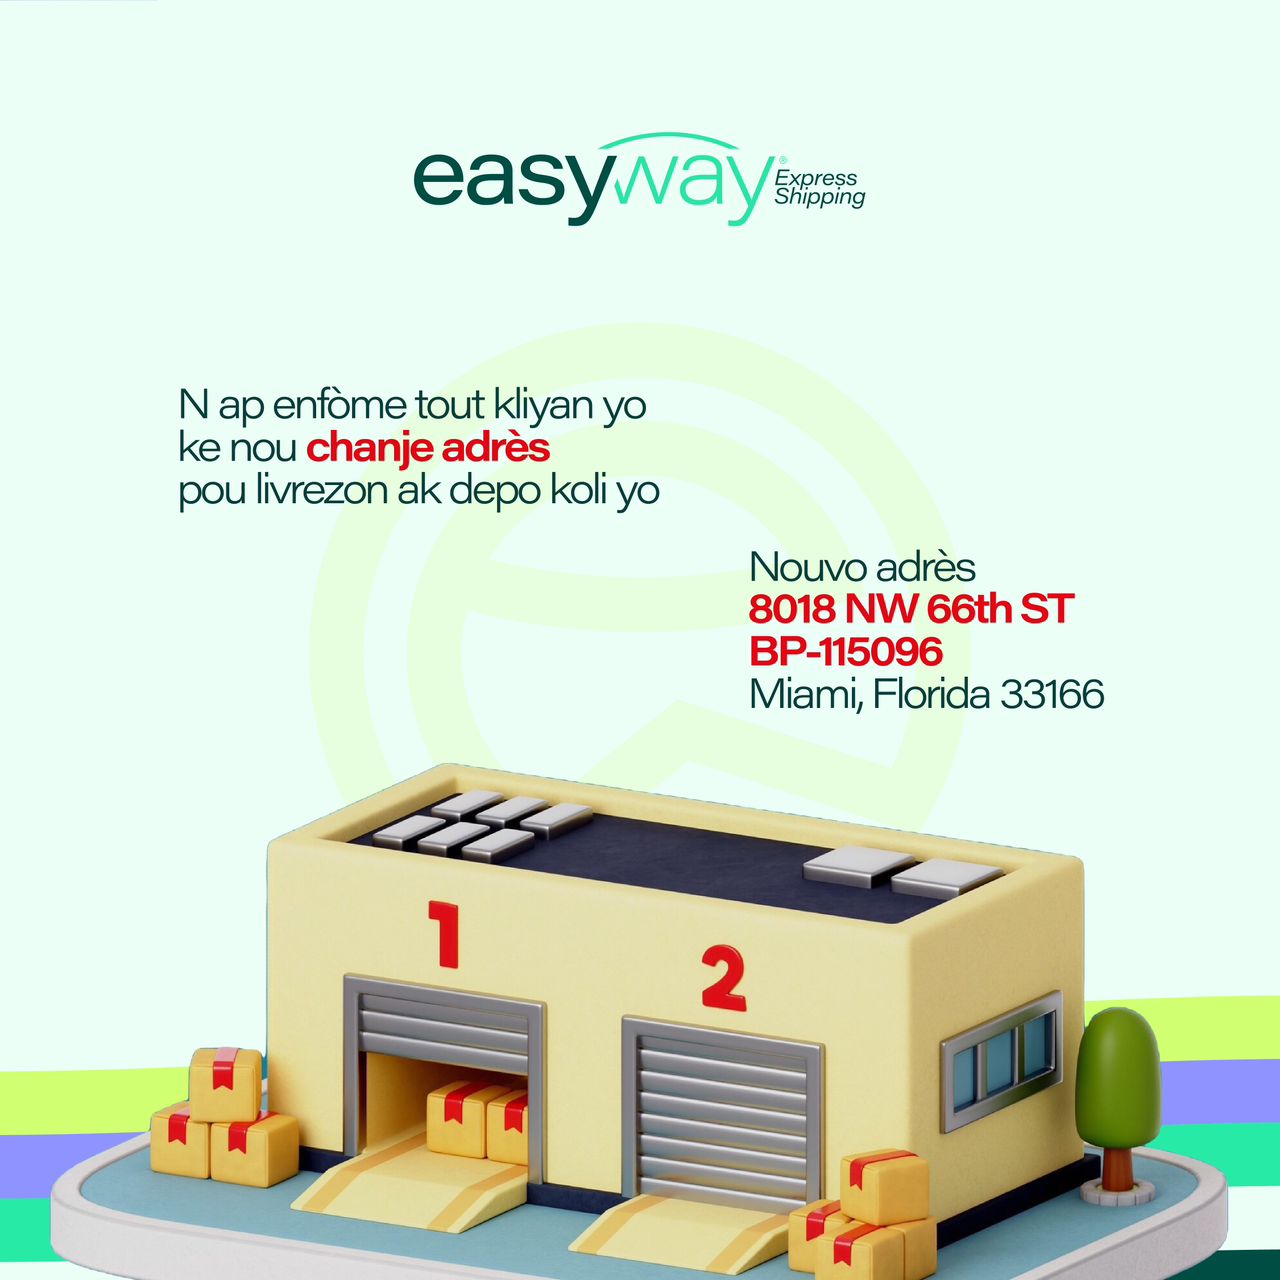 easyway®
Express
Shipping
N ap enfòme tout kliyan yo
ke nou chanje adrès
pou livrezon ak depo koli yo
Nouvo adrès
8018 NW 66th ST
BP-115096
Miami, Florida 33166
1
2